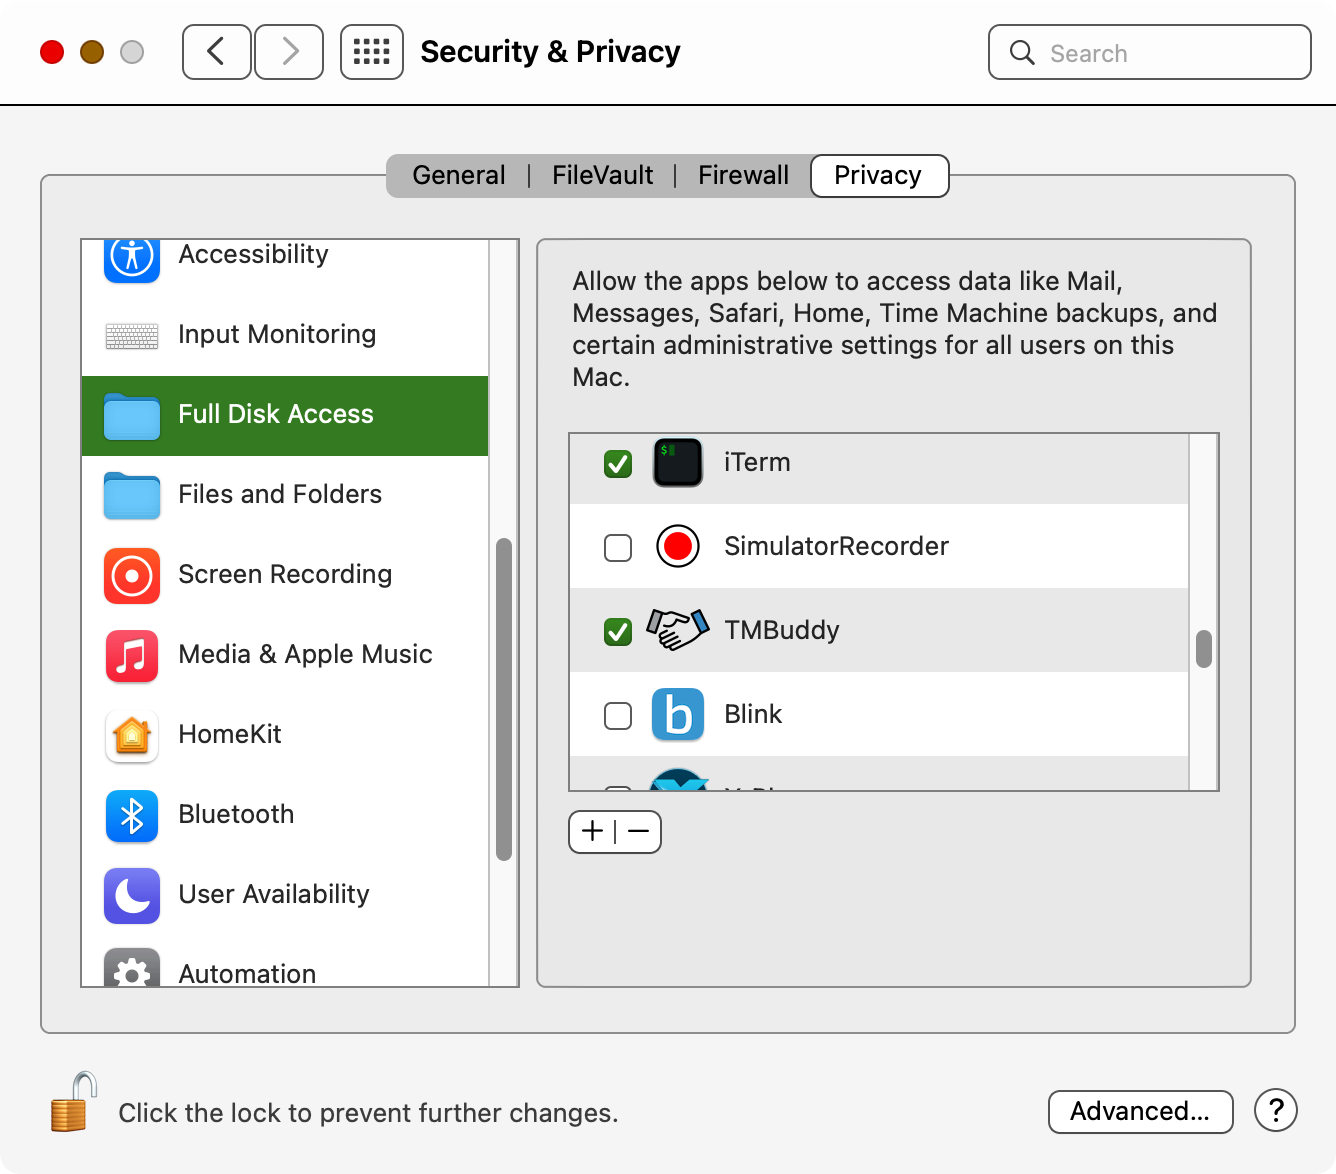 Security & Privacy
Search
General
FileVault
Firewall
Privacy
Accessibility
Input Monitoring
Full Disk Access
Files and Folders
Screen Recording
Media & Apple Music
HomeKit
Bluetooth
User Availability
Automation
Allow the apps below to access data like Mail,
Messages, Safari, Home, Time Machine backups, and
certain administrative settings for all users on this
Mac.
$
iTerm
SimulatorRecorder
TMBuddy
b
Blink
Click the lock to prevent further changes.
Advanced...
?